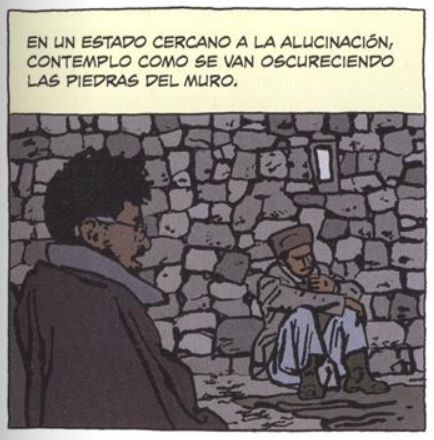 EN UN ESTADO CERCANO A LA ALUCINACIÓN,
CONTEMPLO COMO SE VAN OSCURECIENDO
LAS PIEDRAS DEL MURO.